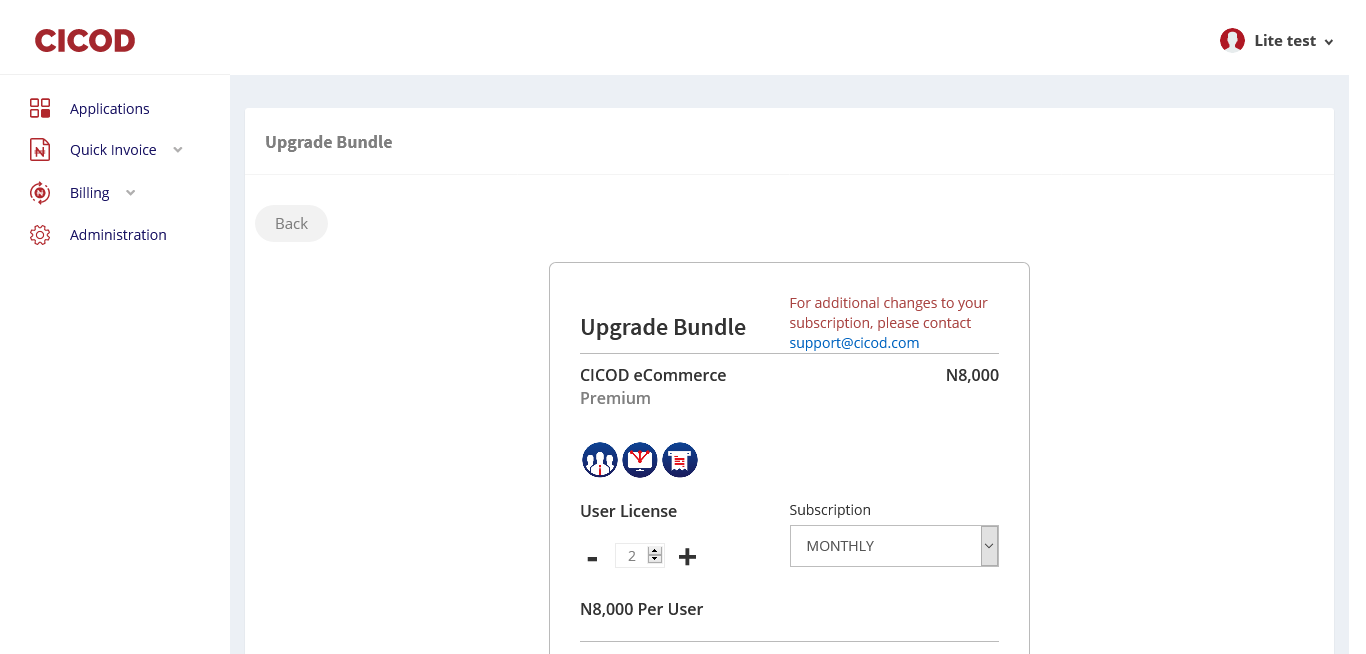 CICOD
Lite test
Applications
Quick Invoice
Billing
Administration
Upgrade Bundle
Back
Upgrade Bundle
For additional changes to your
subscription, please contact
support@cicod.com
CICOD eCommerce
N8,000
Premium
User License
Subscription
- 2 +
MONTHLY
N8,000 Per User